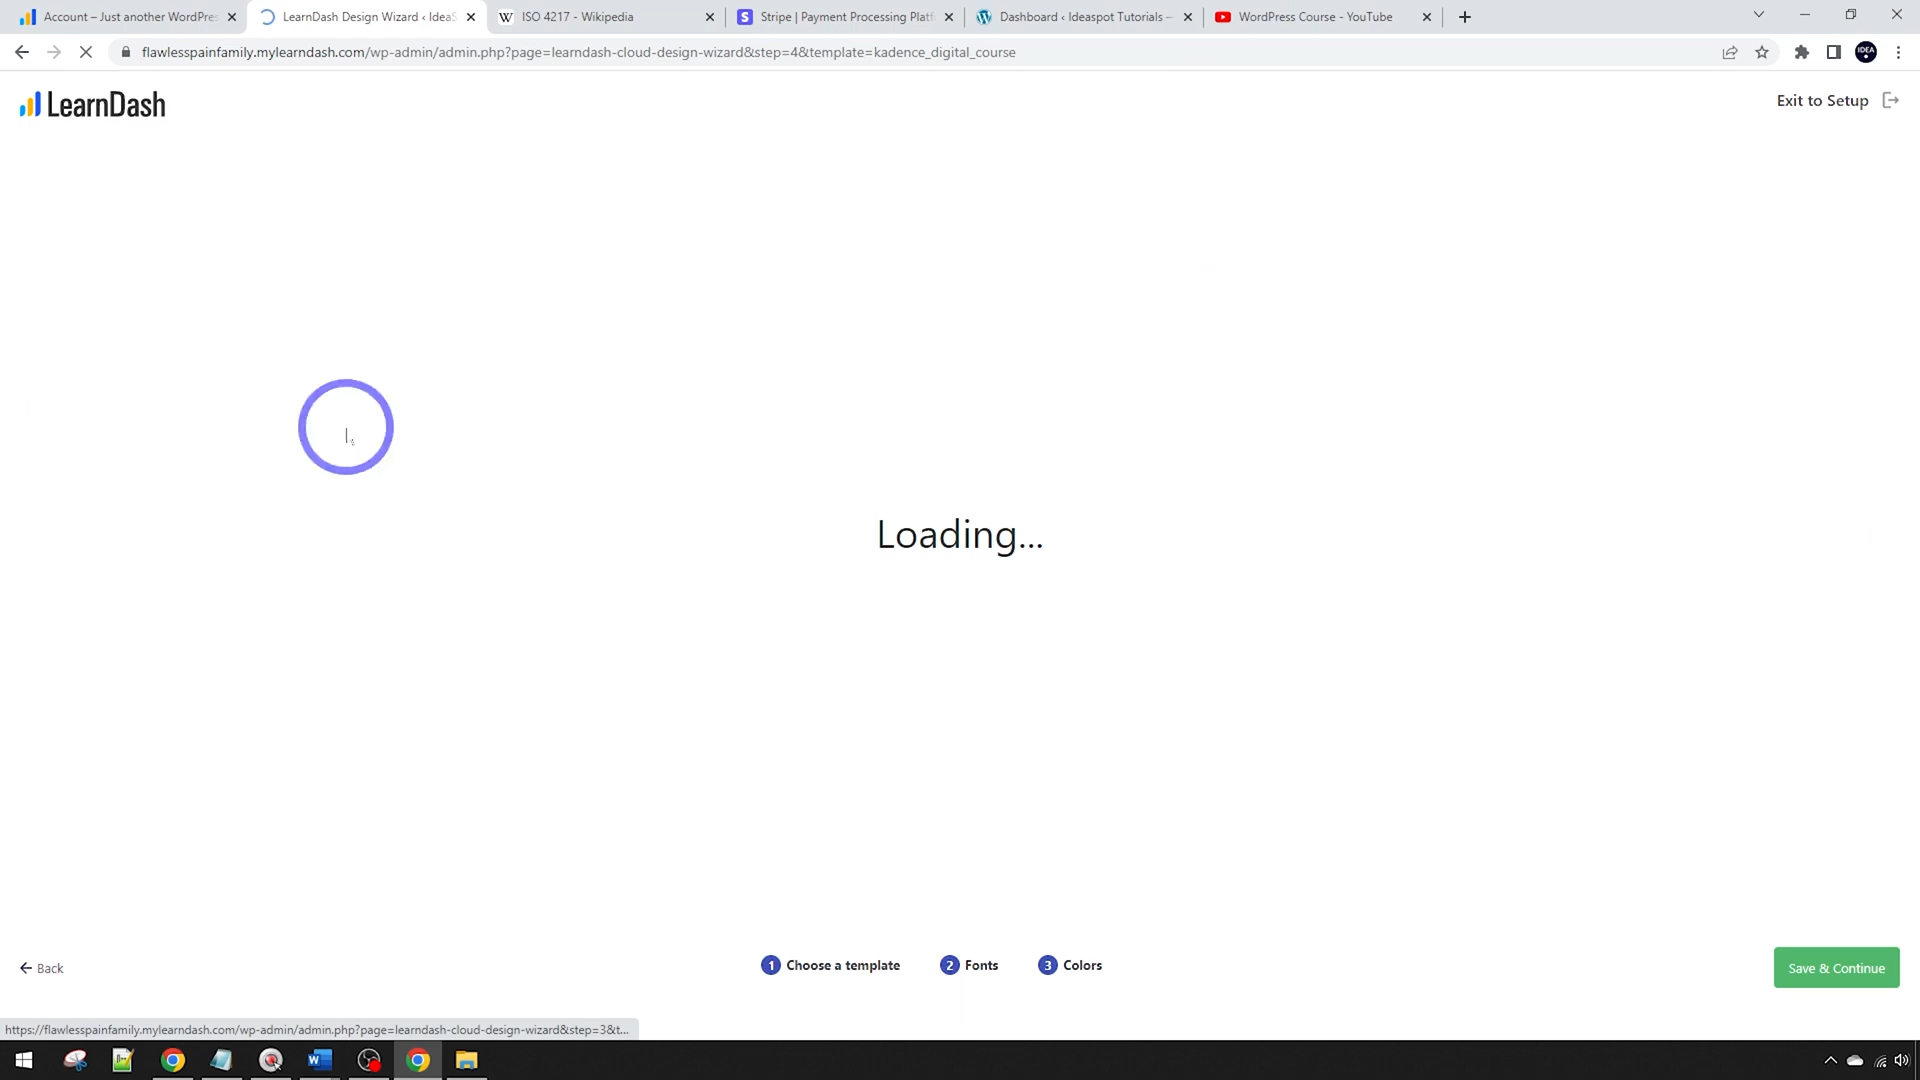 Account – Just another WordPres
LearnDash Design Wizard ‹ IdeaS
ISO 4217 - Wikipedia
Stripe | Payment Processing Platf
Dashboard ‹ Ideaspot Tutorials —
WordPress Course - YouTube
flawlesspainfamily.mylearndash.com/wp-admin/admin.php?page=learndash-cloud-design-wizard&step=4&template=kadence_digital_course
IDEA
LearnDash
Exit to Setup
Loading...
Back
1 Choose a template
2 Fonts
3 Colors
Save & Continue
https://flawlesspainfamily.mylearndash.com/wp-admin/admin.php?page=learndash-cloud-design-wizard&step=3&t...